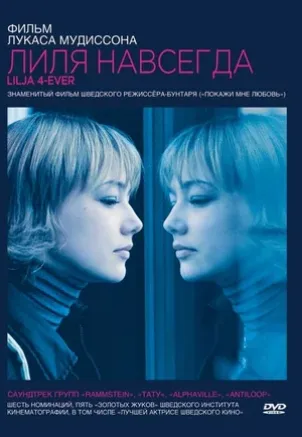 ФИЛЬМ
ЛУКАСА МУДИССОНА
ЛИЛЯ НАВСЕГДА
LILJA 4-EVER
ЗНАМЕНИТЫЙ ФИЛЬМ ШВЕДСКОГО РЕЖИССЁРА-БУНТАРЯ («ПОКАЖИ МНЕ ЛЮБОВЬ»)
САУНДТРЕК ГРУПП «RAMMSTEIN», «ТАТУ», «ALPHAVILLE», «ANTILOOP»
ШЕСТЬ НОМИНАЦИЙ, ПЯТЬ «ЗОЛОТЫХ ЖУКОВ» ШВЕДСКОГО ИНСТИТУТА
КИНЕМАТОГРАФИИ, В ТОМ ЧИСЛЕ «ЛУЧШЕЙ АКТРИСЕ ШВЕДСКОГО КИНО»
DVD